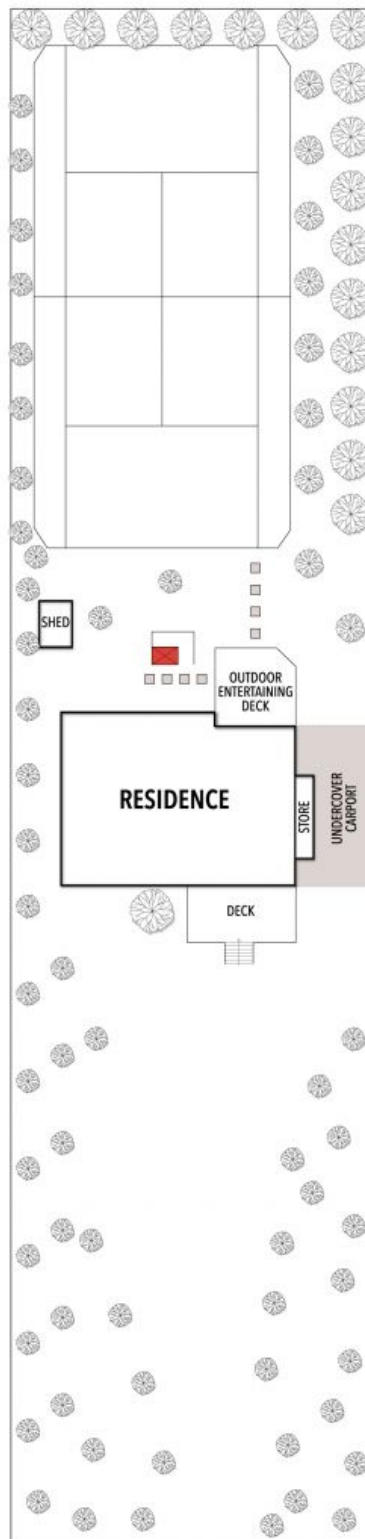 SHED
OUTDOOR
ENTERTAINING
DECK
RESIDENCE
STORE
UNDERCOVER
CARPORT
DECK